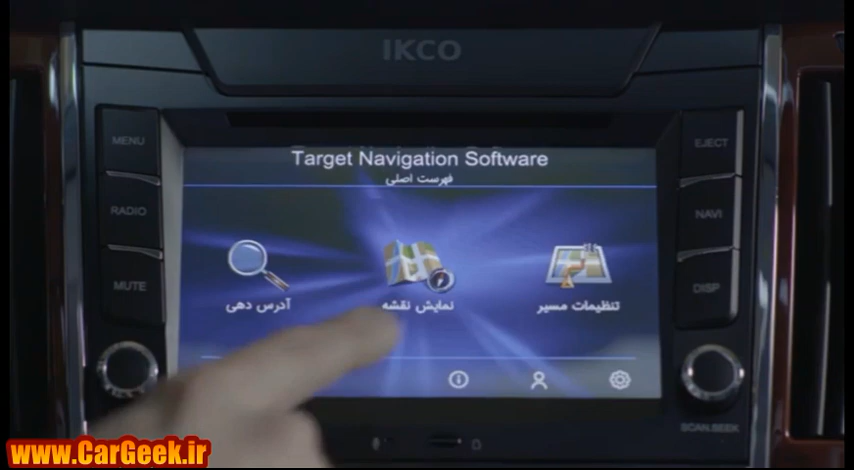 IKCO
MENU
EJECT
Target Navigation Software
فهرست اصلی
RADIO
NAVI
MUTE
DISP
آدرس دهی
نمایش نقشه
تنظیمات مسیر
SCAN.SEEK
www.CarGeek.ir